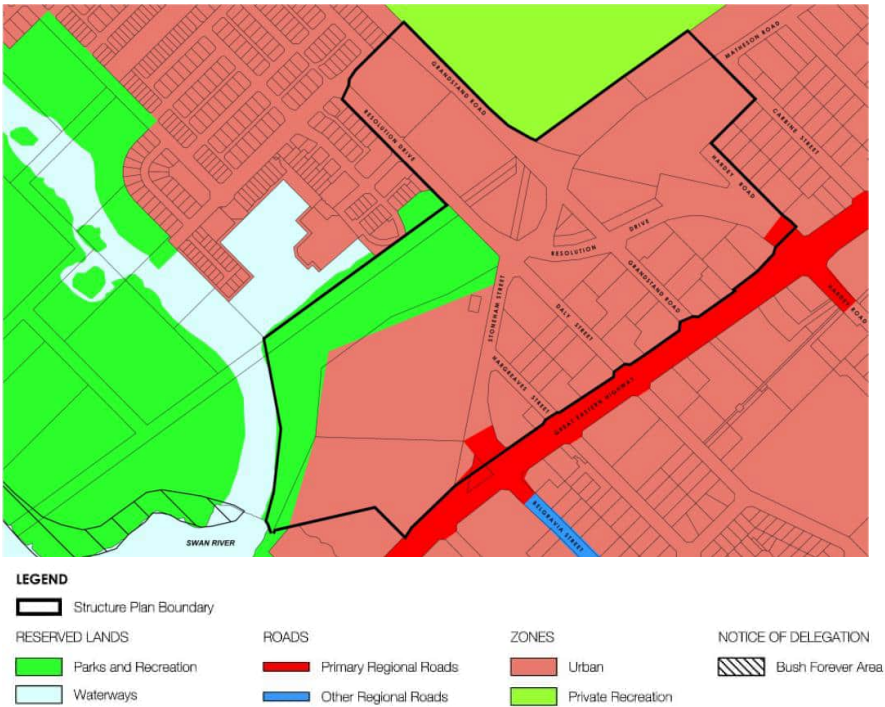 MATHESON ROAD
GRANDSTAND ROAD
CARBINE STREET
RESOLUTION DRIVE
HARDEY ROAD
RESOLUTION DRIVE
GRANDSTAND ROAD
STONEHAM STREET
DALY STREET
HARDEY ROAD
HARGREAVES STREET
GREAT EASTERN HIGHWAY
BELGRAVIA STREET
SWAN RIVER
LEGEND
Structure Plan Boundary
RESERVED LANDS
Parks and Recreation
Waterways
ROADS
Primary Regional Roads
Other Regional Roads
ZONES
Urban
Private Recreation
NOTICE OF DELEGATION
Bush Forever Area